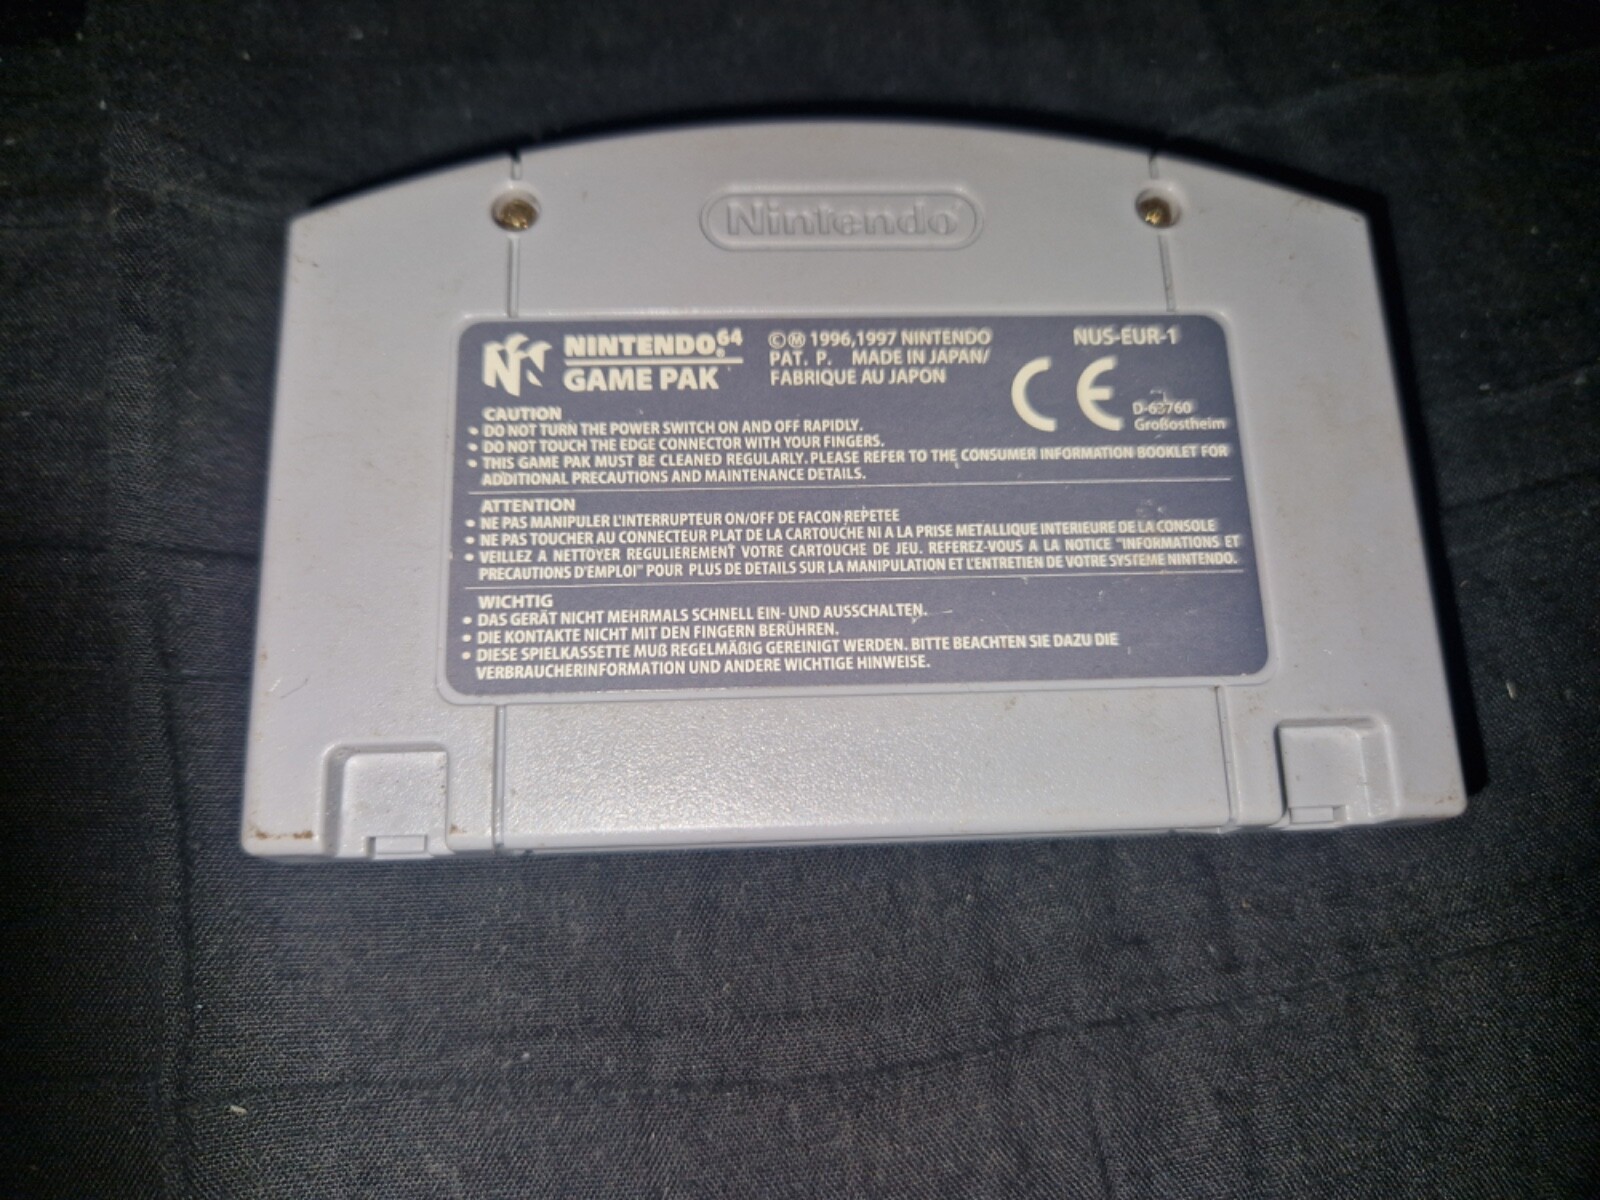 Nintendo
NINTENDO 64
GAME PAK
©Ⓜ 1996,1997 NINTENDO
PAT. P. MADE IN JAPAN/
FABRIQUE AU JAPON
NUS-EUR-1
CE
D-63760
Großostheim
CAUTION
• DO NOT TURN THE POWER SWITCH ON AND OFF RAPIDLY.
• DO NOT TOUCH THE EDGE CONNECTOR WITH YOUR FINGERS.
• THIS GAME PAK MUST BE CLEANED REGULARLY. PLEASE REFER TO THE CONSUMER INFORMATION BOOKLET FOR
ADDITIONAL PRECAUTIONS AND MAINTENANCE DETAILS.
ATTENTION
• NE PAS MANIPULER L'INTERRUPTEUR ON/OFF DE FACON REPETEE
• NE PAS TOUCHER AU CONNECTEUR PLAT DE LA CARTOUCHE NI A LA PRISE METALLIQUE INTERIEURE DE LA CONSOLE
• VEILLEZ A NETTOYER REGULIEREMENT VOTRE CARTOUCHE DE JEU. REFEREZ-VOUS A LA NOTICE "INFORMATIONS ET
PRECAUTIONS D'EMPLOI" POUR PLUS DE DETAILS SUR LA MANIPULATION ET L'ENTRETIEN DE VOTRE SYSTEME NINTENDO.
WICHTIG
• DAS GERÄT NICHT MEHRMALS SCHNELL EIN- UND AUSSCHALTEN.
• DIE KONTAKTE NICHT MIT DEN FINGERN BERÜHREN.
• DIESE SPIELKASSETTE MUß REGELMÄßIG GEREINIGT WERDEN. BITTE BEACHTEN SIE DAZU DIE
VERBRAUCHERINFORMATION UND ANDERE WICHTIGE HINWEISE.